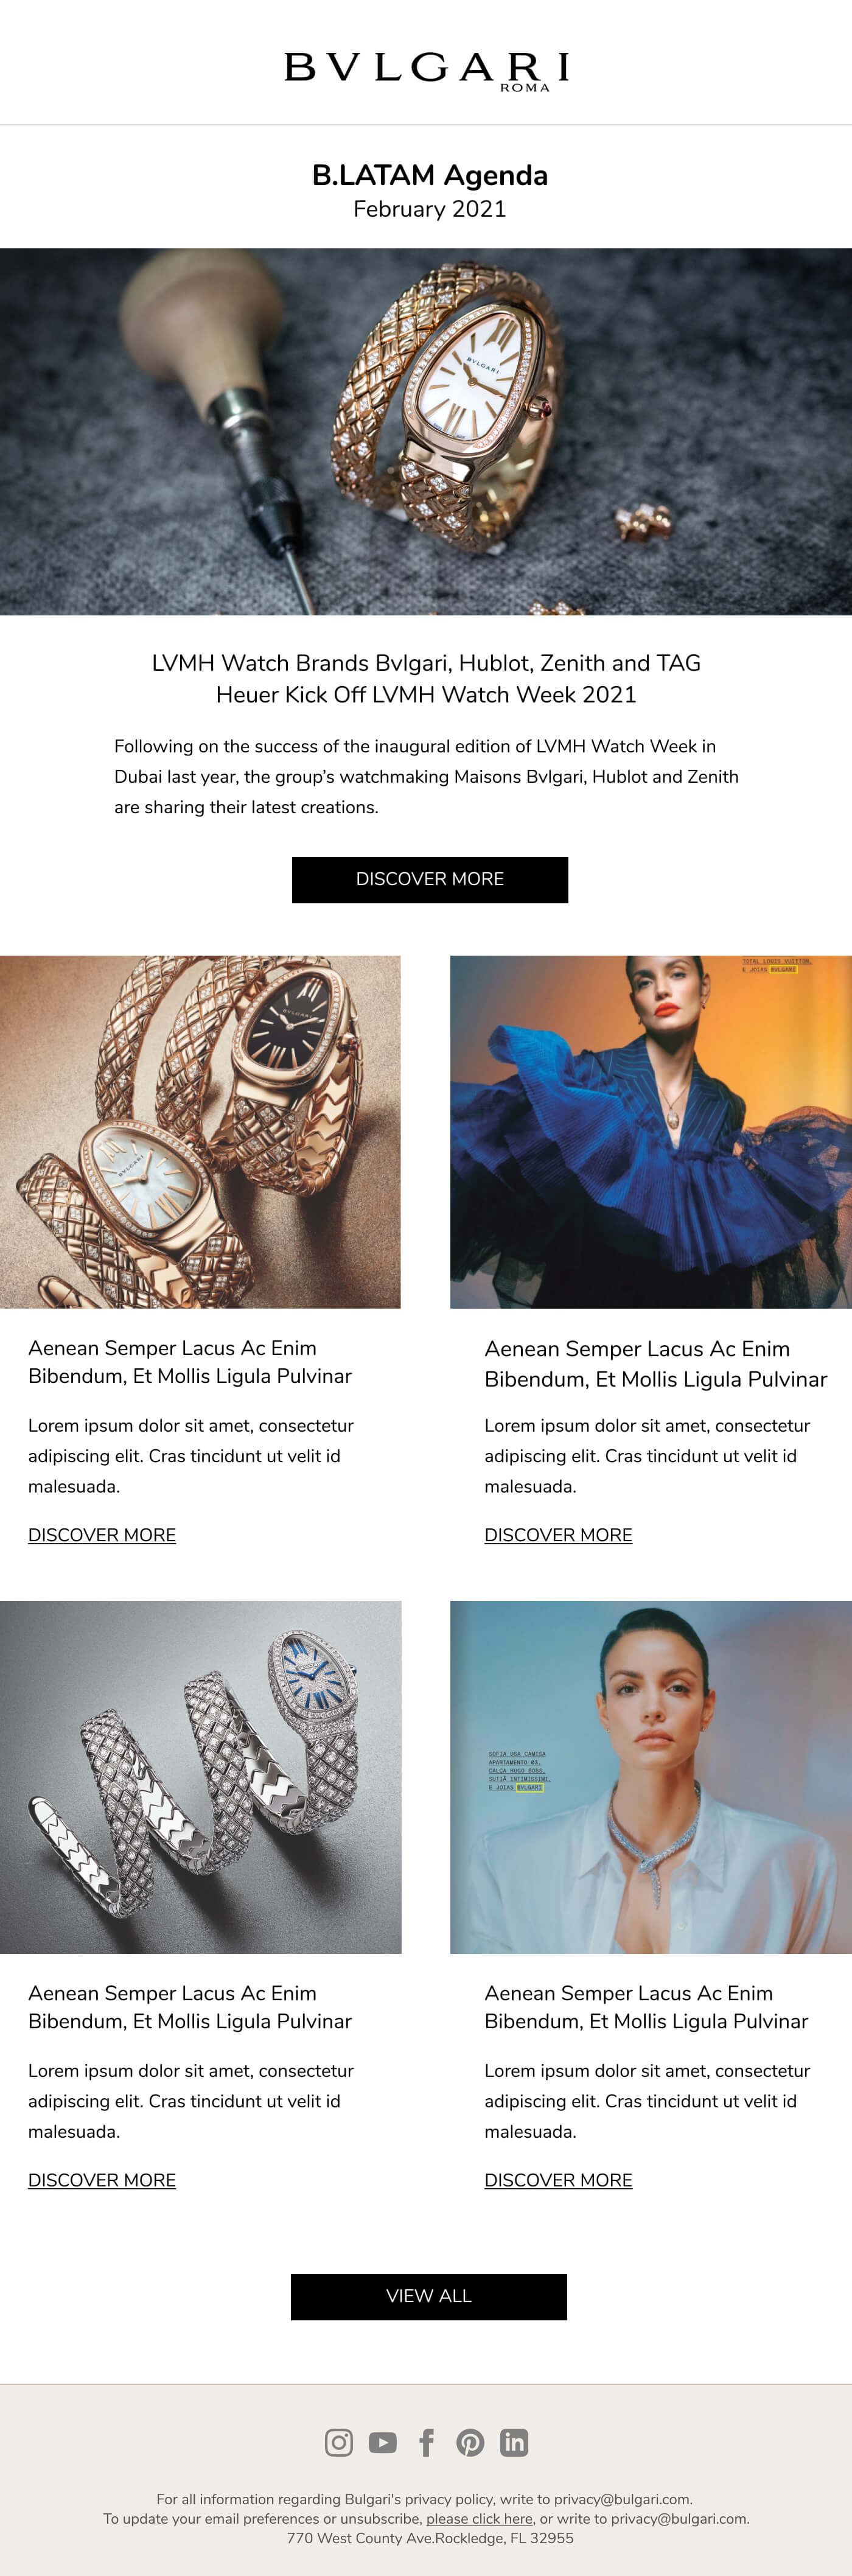 BVLGARI
ROMA
B.LATAM Agenda
February 2021
BVLGARI
LVMH Watch Brands Bvlgari, Hublot, Zenith and TAG
Heuer Kick Off LVMH Watch Week 2021
Following on the success of the inaugural edition of LVMH Watch Week in
Dubai last year, the group’s watchmaking Maisons Bvlgari, Hublot and Zenith
are sharing their latest creations.
DISCOVER MORE
BVLGARI
BVLGARI
TOTAL LOUIS VUITTON,
E JOIAS BVLGARI
Aenean Semper Lacus Ac Enim
Bibendum, Et Mollis Ligula Pulvinar
Lorem ipsum dolor sit amet, consectetur
adipiscing elit. Cras tincidunt ut velit id
malesuada.
DISCOVER MORE
Aenean Semper Lacus Ac Enim
Bibendum, Et Mollis Ligula Pulvinar
Lorem ipsum dolor sit amet, consectetur
adipiscing elit. Cras tincidunt ut velit id
malesuada.
DISCOVER MORE
SOFIA USA CAMISA
APARTAMENTO 03,
CALÇA HUGO BOSS,
SUTIÃ INTIMISSIMI,
E JOIAS BVLGARI
Aenean Semper Lacus Ac Enim
Bibendum, Et Mollis Ligula Pulvinar
Lorem ipsum dolor sit amet, consectetur
adipiscing elit. Cras tincidunt ut velit id
malesuada.
DISCOVER MORE
Aenean Semper Lacus Ac Enim
Bibendum, Et Mollis Ligula Pulvinar
Lorem ipsum dolor sit amet, consectetur
adipiscing elit. Cras tincidunt ut velit id
malesuada.
DISCOVER MORE
VIEW ALL
For all information regarding Bulgari's privacy policy, write to privacy@bulgari.com.
To update your email preferences or unsubscribe, please click here, or write to privacy@bulgari.com.
770 West County Ave.Rockledge, FL 32955